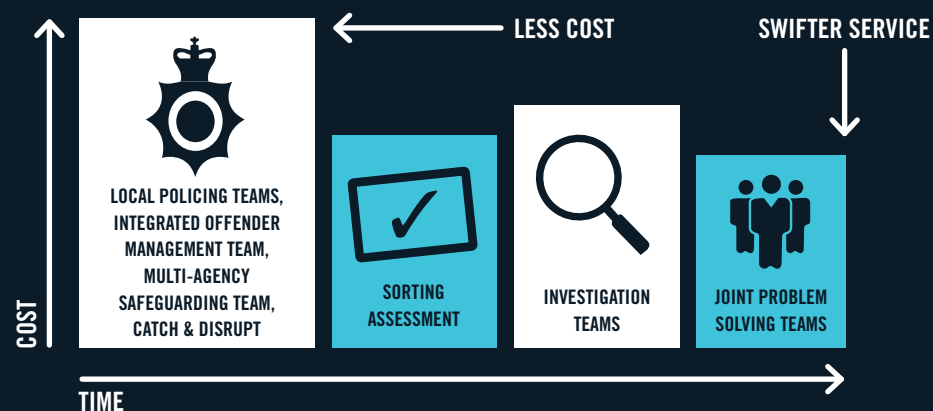 LESS COST
SWIFTER SERVICE
COST
LOCAL POLICING TEAMS,
INTEGRATED OFFENDER
MANAGEMENT TEAM,
MULTI-AGENCY
SAFEGUARDING TEAM,
CATCH & DISRUPT
SORTING
ASSESSMENT
INVESTIGATION
TEAMS
JOINT PROBLEM
SOLVING TEAMS
TIME